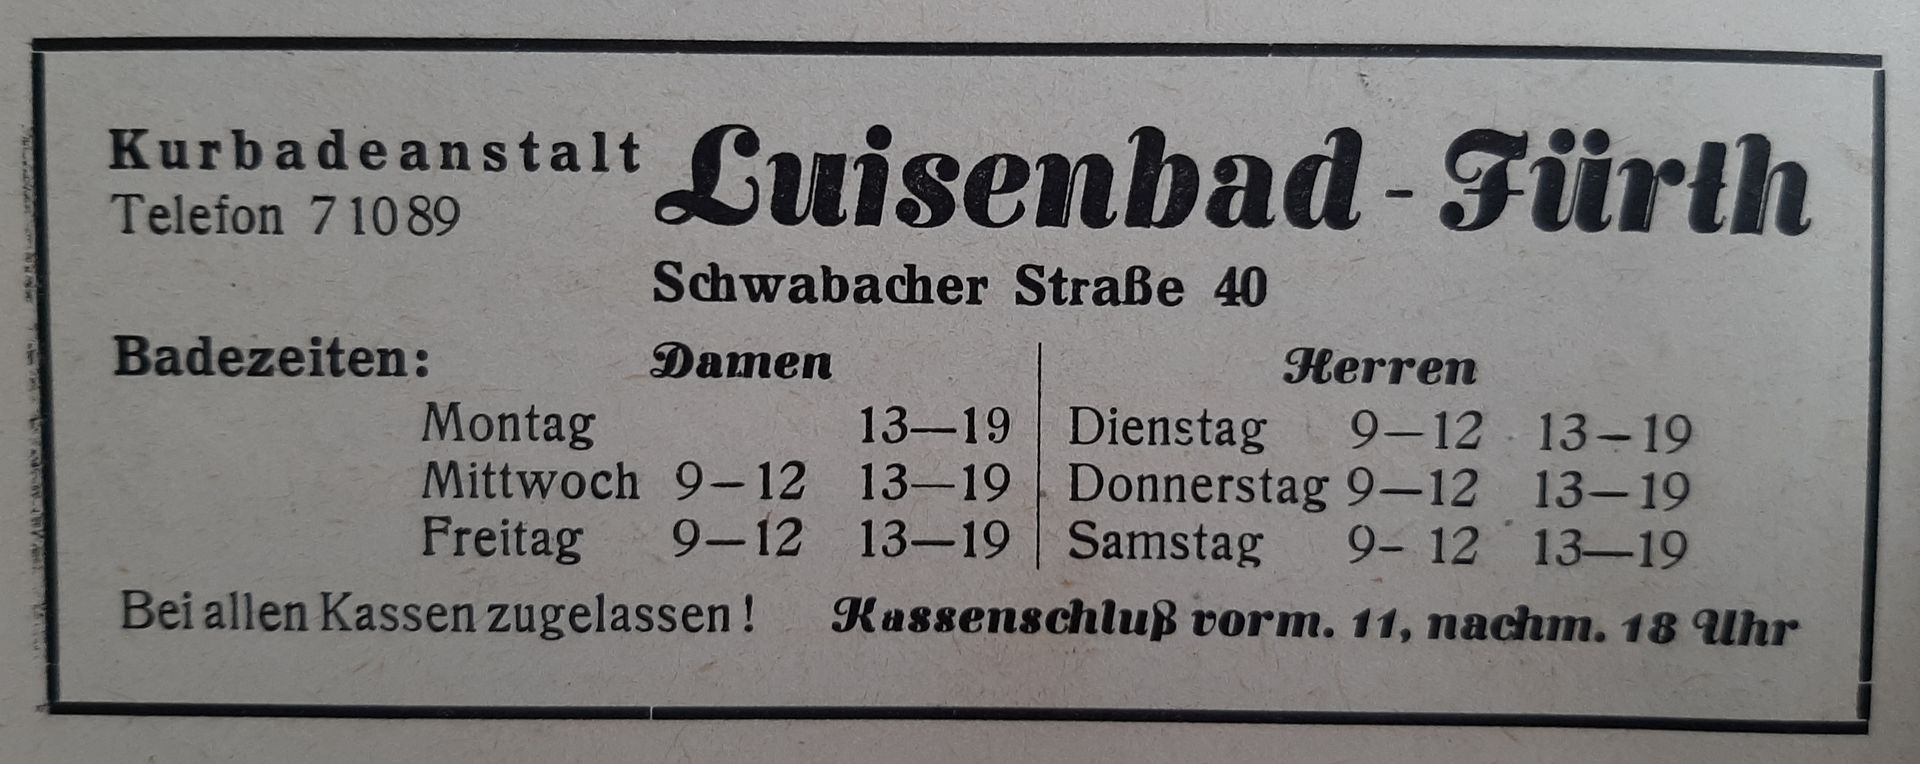 Kurbadeanstalt Luisenbad - Fürth
Telefon 71089
Schwabacher Straße 40
Badezeiten: Damen Herren
Montag 13—19 Dienstag 9—12 13—19
Mittwoch 9—12 13—19 Donnerstag 9—12 13—19
Freitag 9—12 13—19 Samstag 9– 12 13—19
Bei allen Kassen zugelassen! Kassenschluß vorm. 11, nachm. 18 Uhr